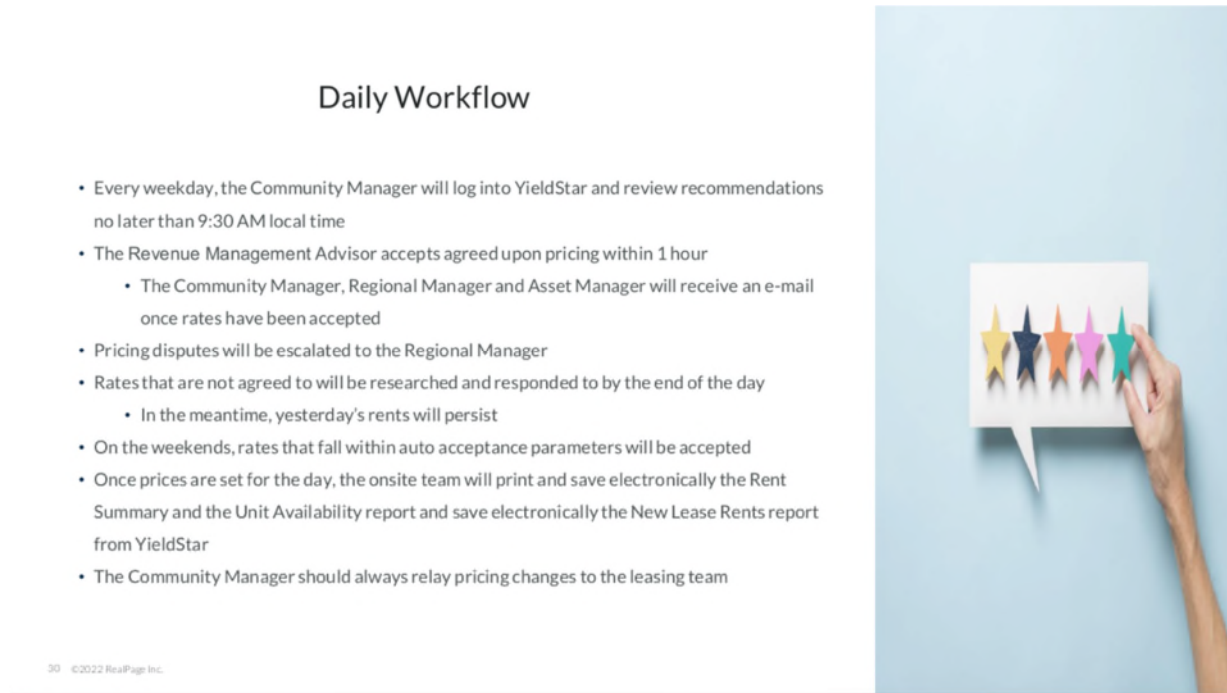 Daily Workflow
• Every weekday, the Community Manager will log into YieldStar and review recommendations
no later than 9:30 AM local time
• The Revenue Management Advisor accepts agreed upon pricing within 1 hour
• The Community Manager, Regional Manager and Asset Manager will receive an e-mail
once rates have been accepted
• Pricing disputes will be escalated to the Regional Manager
• Rates that are not agreed to will be researched and responded to by the end of the day
• In the meantime, yesterday's rents will persist
• On the weekends, rates that fall within auto acceptance parameters will be accepted
• Once prices are set for the day, the onsite team will print and save electronically the Rent
Summary and the Unit Availability report and save electronically the New Lease Rents report
from YieldStar
• The Community Manager should always relay pricing changes to the leasing team
30 ©2022 RealPage Inc.